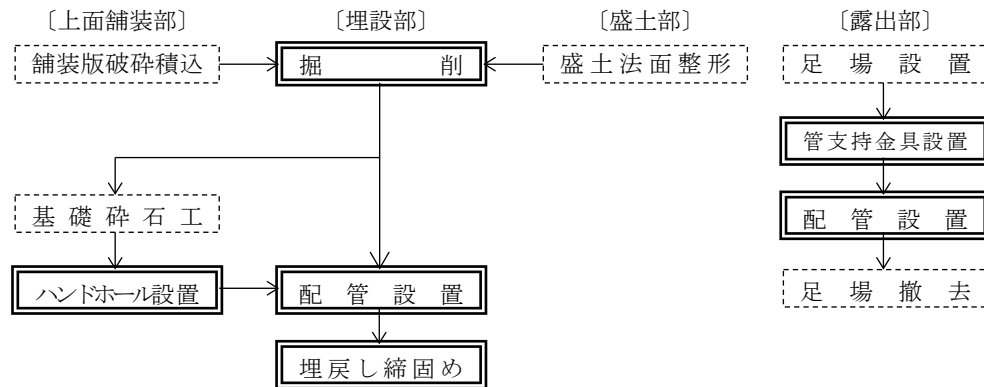 〔上面舗装部〕 〔埋設部〕 〔盛土部〕 〔露出部〕
舗装版破砕積込 掘削 盛土法面整形 足場設置
管支持金具設置
基礎砕石工 配管設置
ハンドホール設置 配管設置 足場撤去
埋戻し締固め